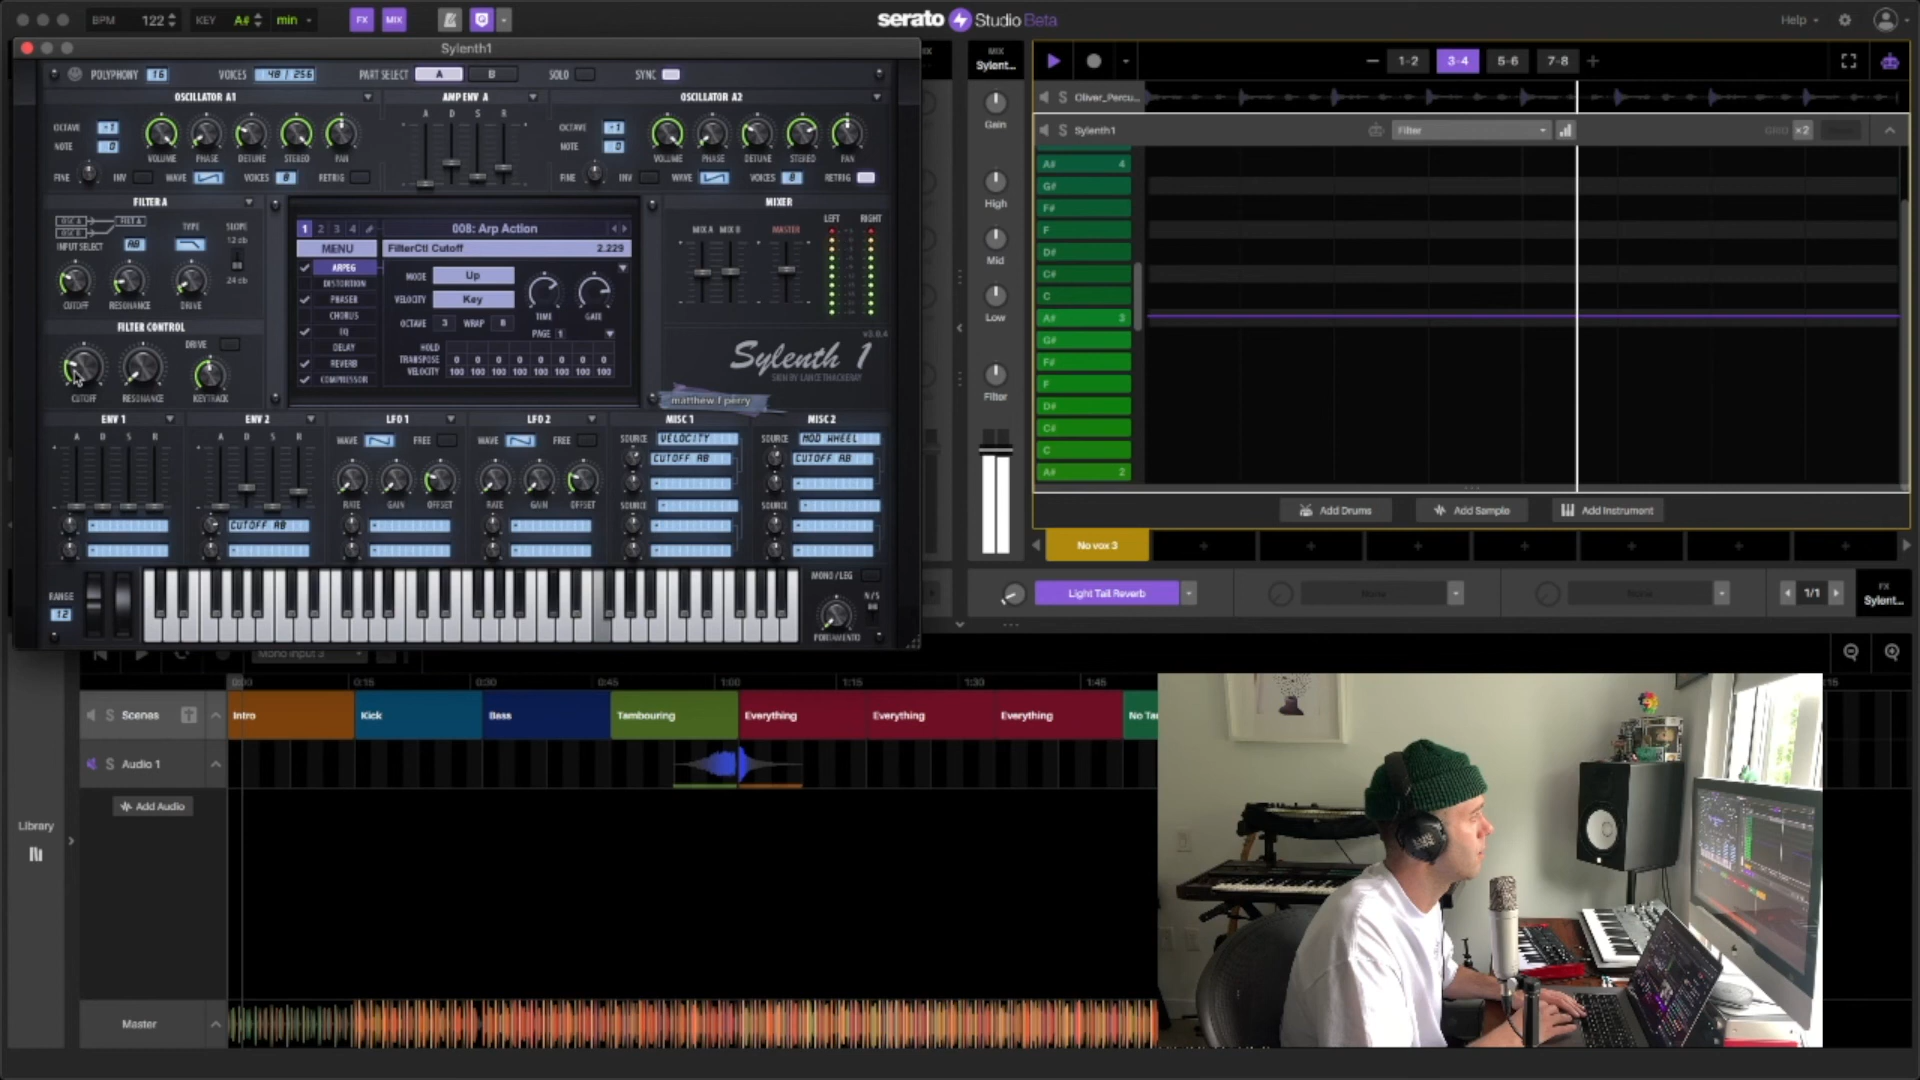 BPM 122 KEY A# min FX MIX
serato Studio Beta
Help
Sylenth1
POLYPHONY 16 VOICES 48 / 256 PART SELECT A B SOLO SYNC
OSCILLATOR A1 AMP ENV A OSCILLATOR A2
A D S R
OCTAVE -1 OCTAVE
NOTE 0 NOTE 0
VOLUME PHASE DETUNE STEREO PAN VOLUME PHASE DETUNE STEREO PAN
FINE INV WAVE VOICES 8 RETRIG FINE INV WAVE VOICES 8 RETRIG
FILTER A
TYPE SLOPE
12 db
INPUT SELECT AB
24 db
CUTOFF RESONANCE DRIVE
FILTER CONTROL
DRIVE
CUTOFF RESONANCE KEYTRACK
1 2 3 4 008: Arp Action
MENU FilterCtl Cutoff 2.229
ARPEG
DISTORTION
PHASER
CHORUS
EQ
DELAY
REVERB
COMPRESSOR
MODE Up
VELOCITY Key
OCTAVE 3 WRAP 8
TIME GATE
PAGE 1
HOLD
TRANSPOSE 0 0 0 0 0 0 0 0
VELOCITY 100 100 100 100 100 100 100 100
MIXER
LEFT RIGHT
MIX A MIX B MASTER
Sylenth 1
SKIN BY LANCE THACKERAY
matthew f perry
ENV 1 ENV 2 LFO 1 LFO 2 MISC 1 MISC 2
A D S R A D S R
WAVE FREE WAVE FREE
SOURCE VELOCITY SOURCE MOD WHEEL
CUTOFF AB CUTOFF AB
RATE GAIN OFFSET RATE GAIN OFFSET
SOURCE SOURCE
CUTOFF AB
RANGE
12
MONO/LEG
PORTAMENTO
MIX
Sylent...
Gain
High
Mid
Low
Filter
1-2 3-4 5-6 7-8
S Oliver_Percu...
S Sylenth1 Filter GRID x2
A# 4
G#
F#
F
D#
C#
C
A# 3
G#
F#
F
D#
C#
C
A# 2
Add Drums Add Sample Add Instrument
No vox 3
Light Tail Reverb None None 1/1
FX
Sylent...
Mono Input 3
Library
0:00 0:15 0:30 0:45 1:00 1:15 1:30 1:45
S Scenes Intro Kick Bass Tambouring Everything Everything Everything No Ta
S Audio 1
Add Audio
Master